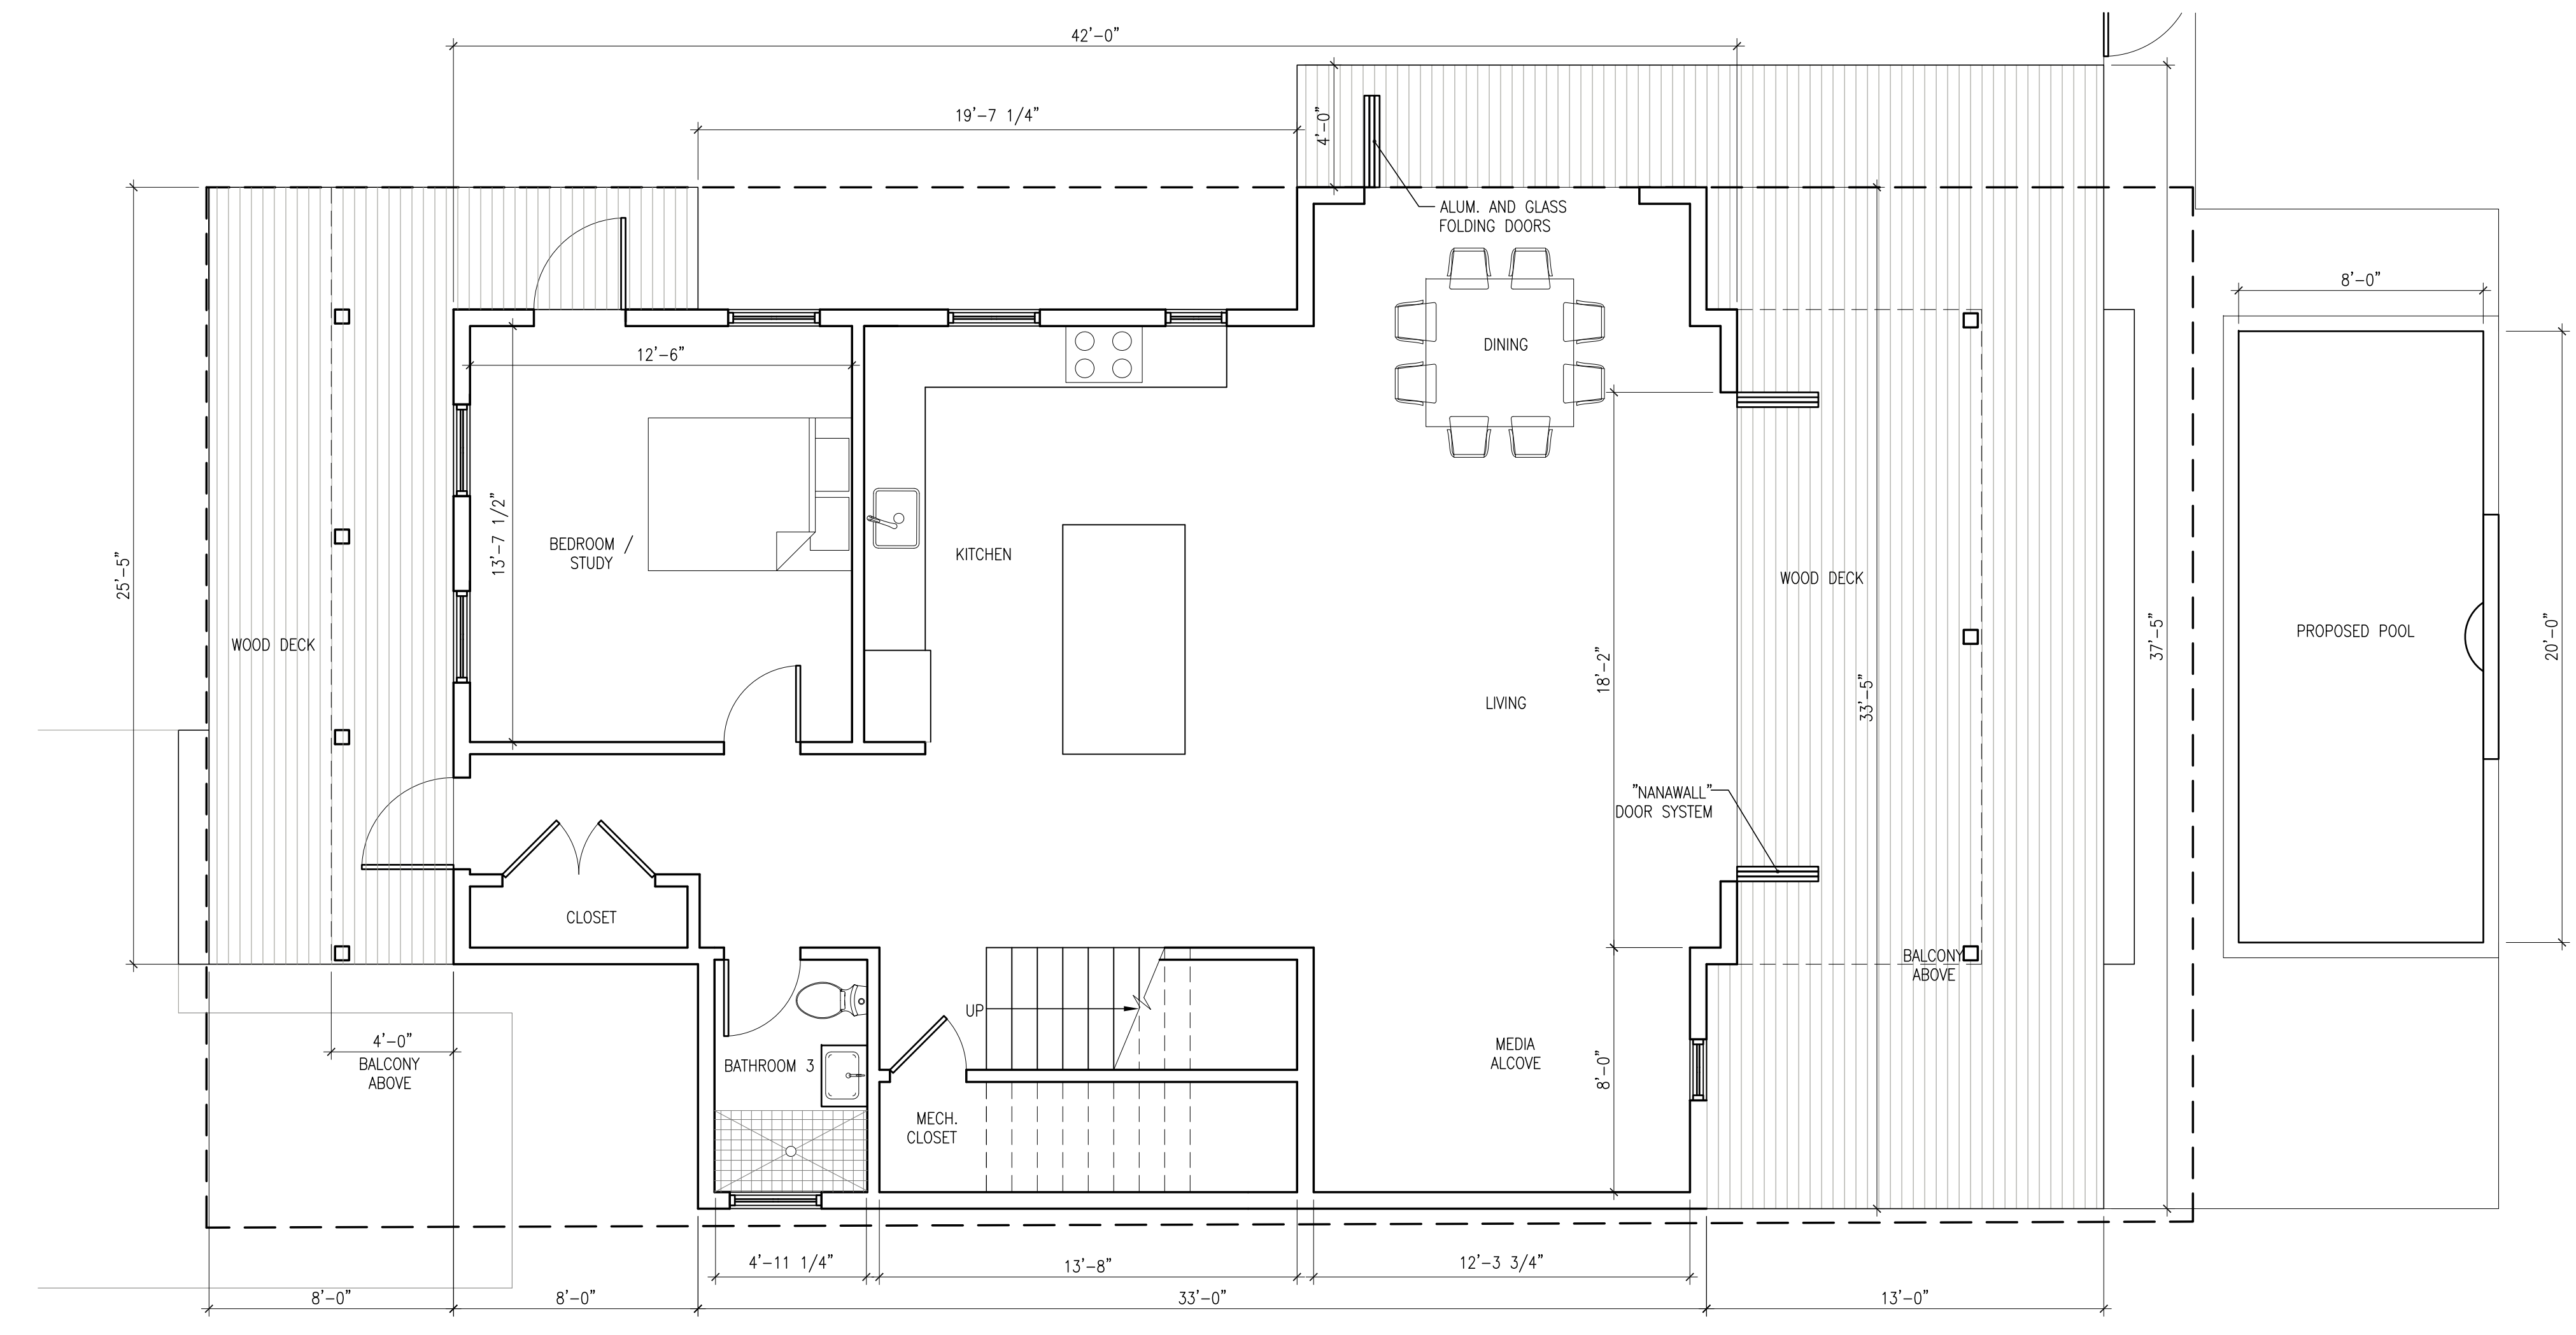 42'-0"
19'-7 1/4"
4'-0"
ALUM. AND GLASS
FOLDING DOORS
8'-0"
12'-6"
DINING
13'-7 1/2"
BEDROOM /
STUDY
KITCHEN
25'-5"
WOOD DECK
WOOD DECK
LIVING
18'-2"
33'-5"
37'-5"
PROPOSED POOL
20'-0"
"NANAWALL"
DOOR SYSTEM
CLOSET
BALCONY
ABOVE
UP
4'-0"
BALCONY
ABOVE
BATHROOM 3
MEDIA
ALCOVE
8'-0"
MECH.
CLOSET
4'-11 1/4"
13'-8"
12'-3 3/4"
8'-0"
8'-0"
33'-0"
13'-0"